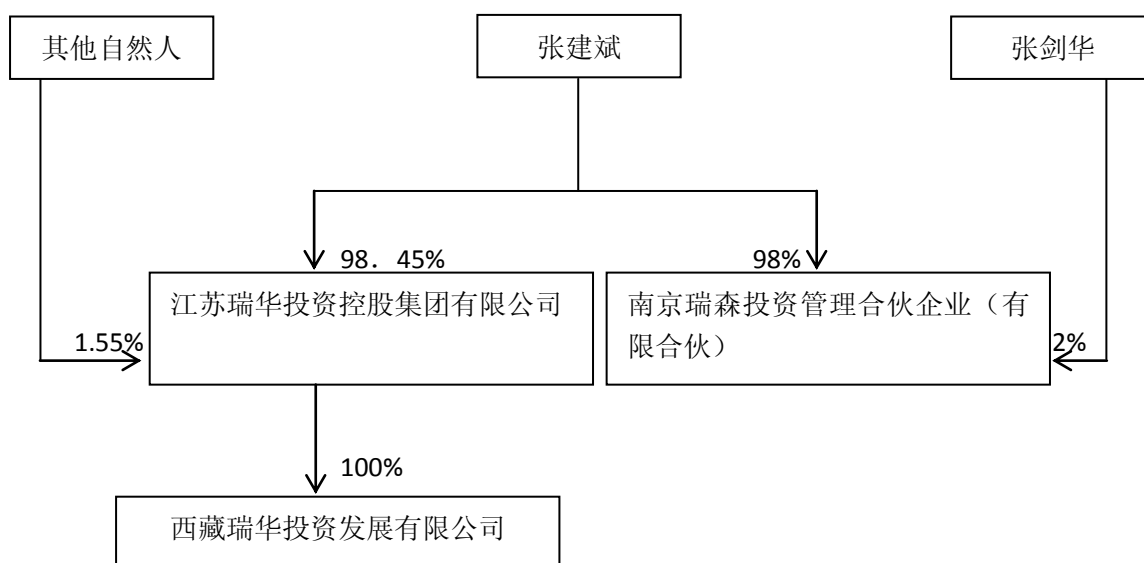 其他自然人
张建斌
张剑华
98．45%
98%
江苏瑞华投资控股集团有限公司
南京瑞森投资管理合伙企业（有
限合伙）
1.55%
2%
100%
西藏瑞华投资发展有限公司